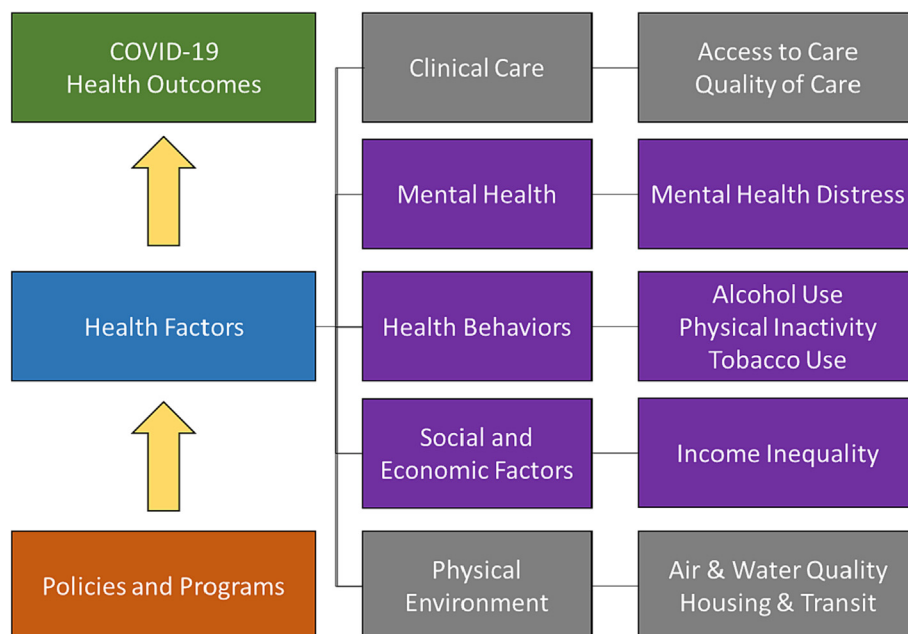 COVID-19
Health Outcomes
Clinical Care
Access to Care
Quality of Care
Mental Health
Mental Health Distress
Health Factors
Health Behaviors
Alcohol Use
Physical Inactivity
Tobacco Use
Social and
Economic Factors
Income Inequality
Policies and Programs
Physical
Environment
Air & Water Quality
Housing & Transit